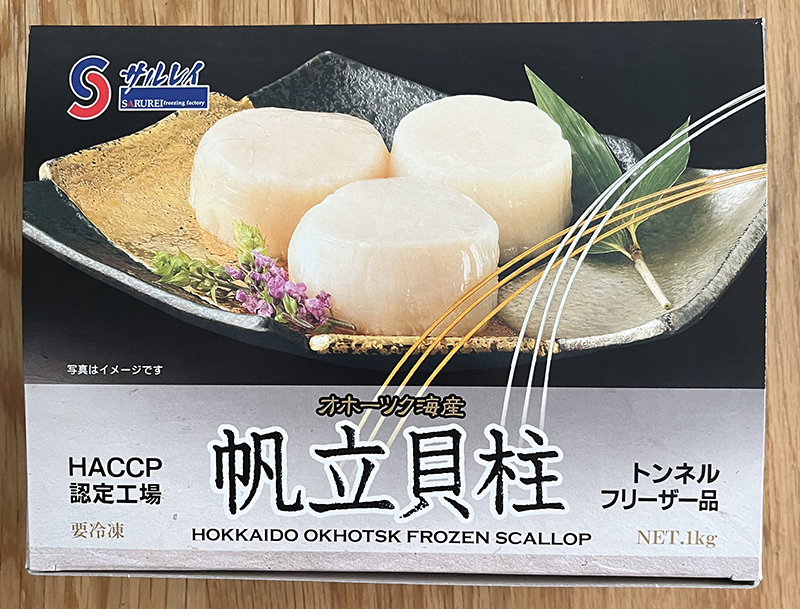 サルレイ
SARUREI freezing factory
写真はイメージです
オホーツク海産
帆立貝柱
HACCP
認定工場
要冷凍
HOKKAIDO OKHOTSK FROZEN SCALLOP
トンネル
フリーザー品
NET.1kg